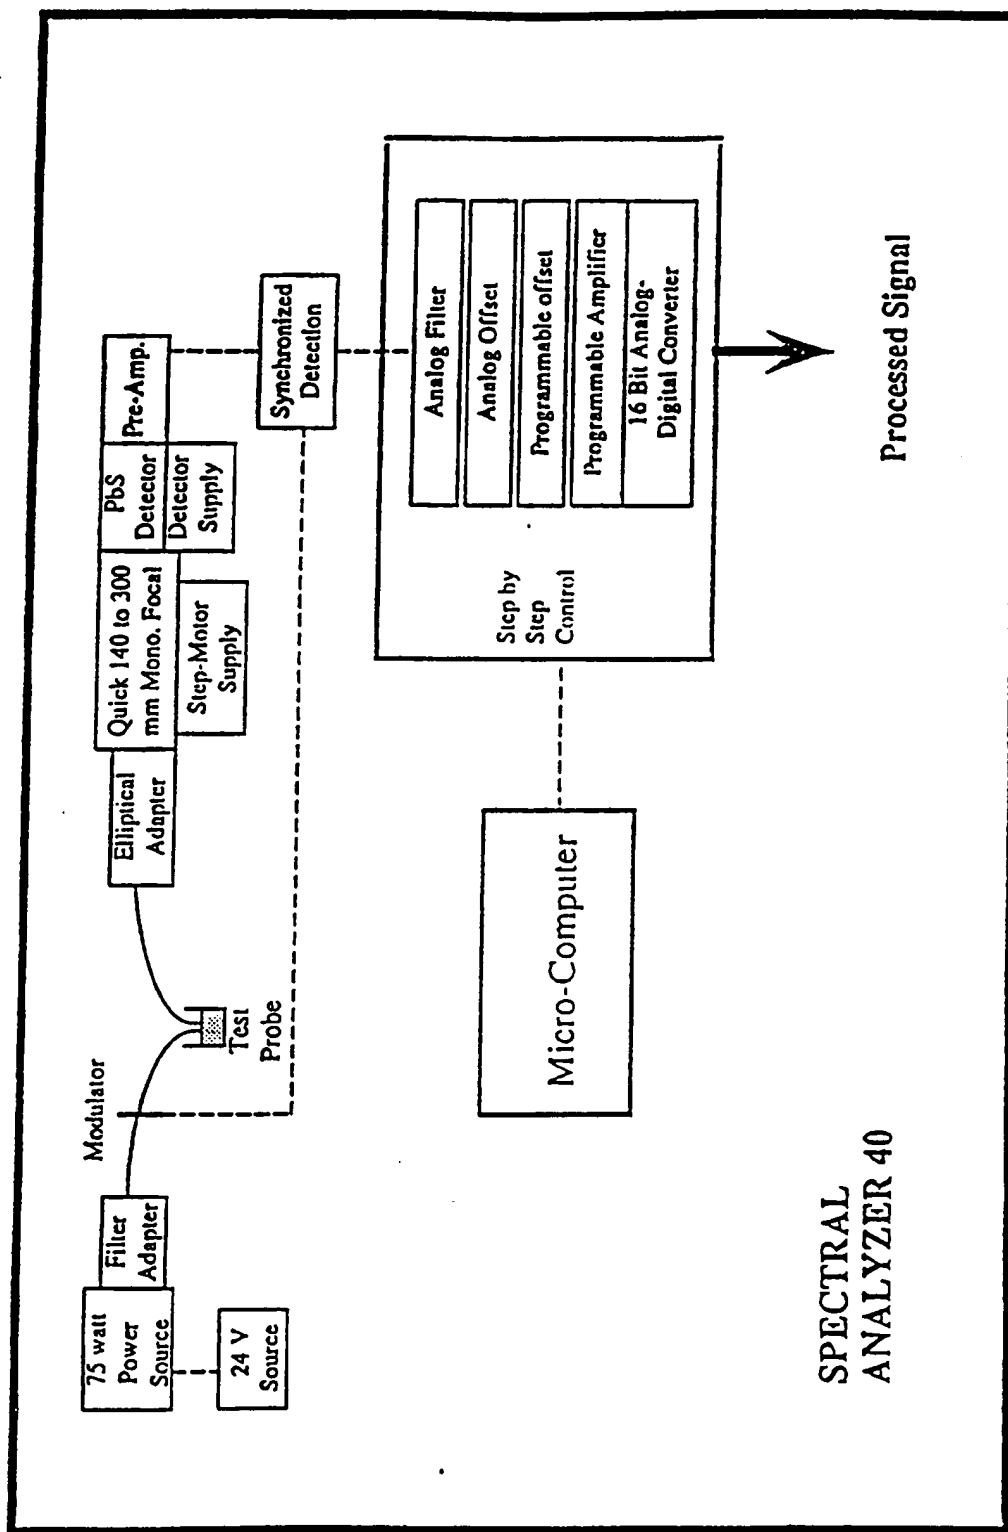 75 watt
Power
Source
Filter
Adapter
24 V
Source
Modulator
Test
Probe
Elliptical
Adapter
Quick 140 to 300
mm Mono. Focal
Step-Motor
Supply
PbS
Detector
Detector
Supply
Pre-Amp.
Synchronized
Detection
Analog Filter
Analog Offset
Programmable offset
Programmable Amplifier
16 Bit Analog-
Digital Converter
Step by
Step
Control
Micro-Computer
Processed Signal
SPECTRAL
ANALYZER 40